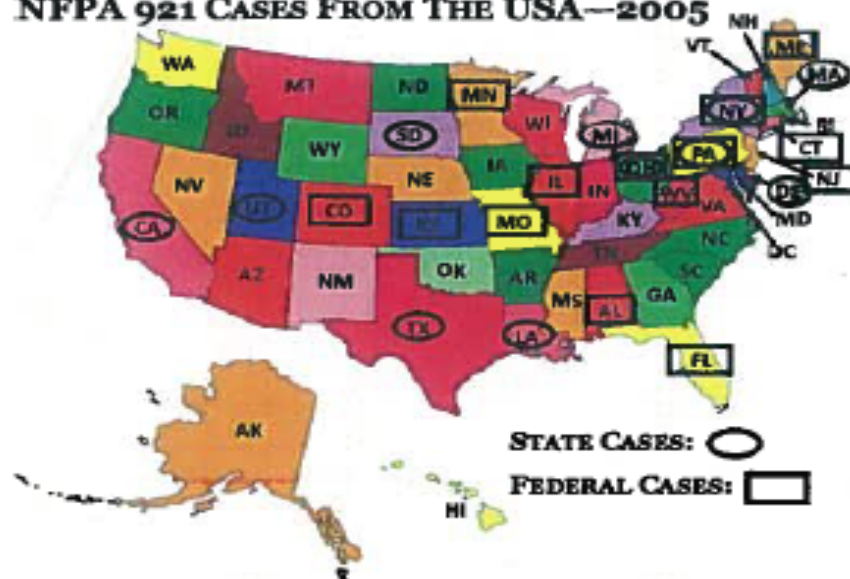 NFPA 921 CASES FROM THE USA—2005
NH
VT
ME
WA
MT
ND
MN
MA
OR
ID
SD
WI
MI
NY
RI
WY
CT
IA
PA
NV
NE
IL
IN
OH
NJ
UT
CO
KS
MO
WV
VA
DE
MD
CA
KY
DC
NC
TN
AZ
NM
OK
AR
SC
MS
AL
GA
TX
LA
FL
AK
STATE CASES:
FEDERAL CASES:
HI